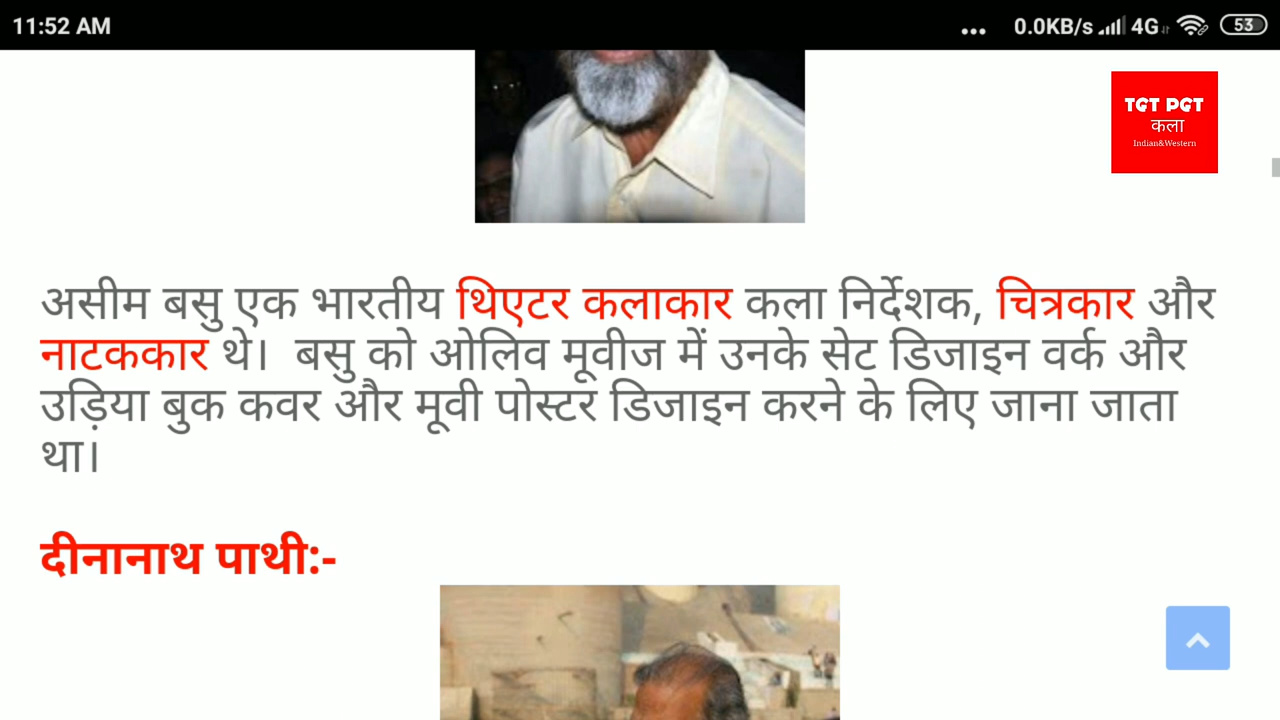 11:52 AM
... 0.0KB/s 4G 53
TGT PGT
कला
Indian&Western
असीम बसु एक भारतीय थिएटर कलाकार कला निर्देशक, चित्रकार और
नाटककार थे। बसु को ओलिव मूवीज में उनके सेट डिजाइन वर्क और
उड़िया बुक कवर और मूवी पोस्टर डिजाइन करने के लिए जाना जाता
था।
दीनानाथ पाथी:-